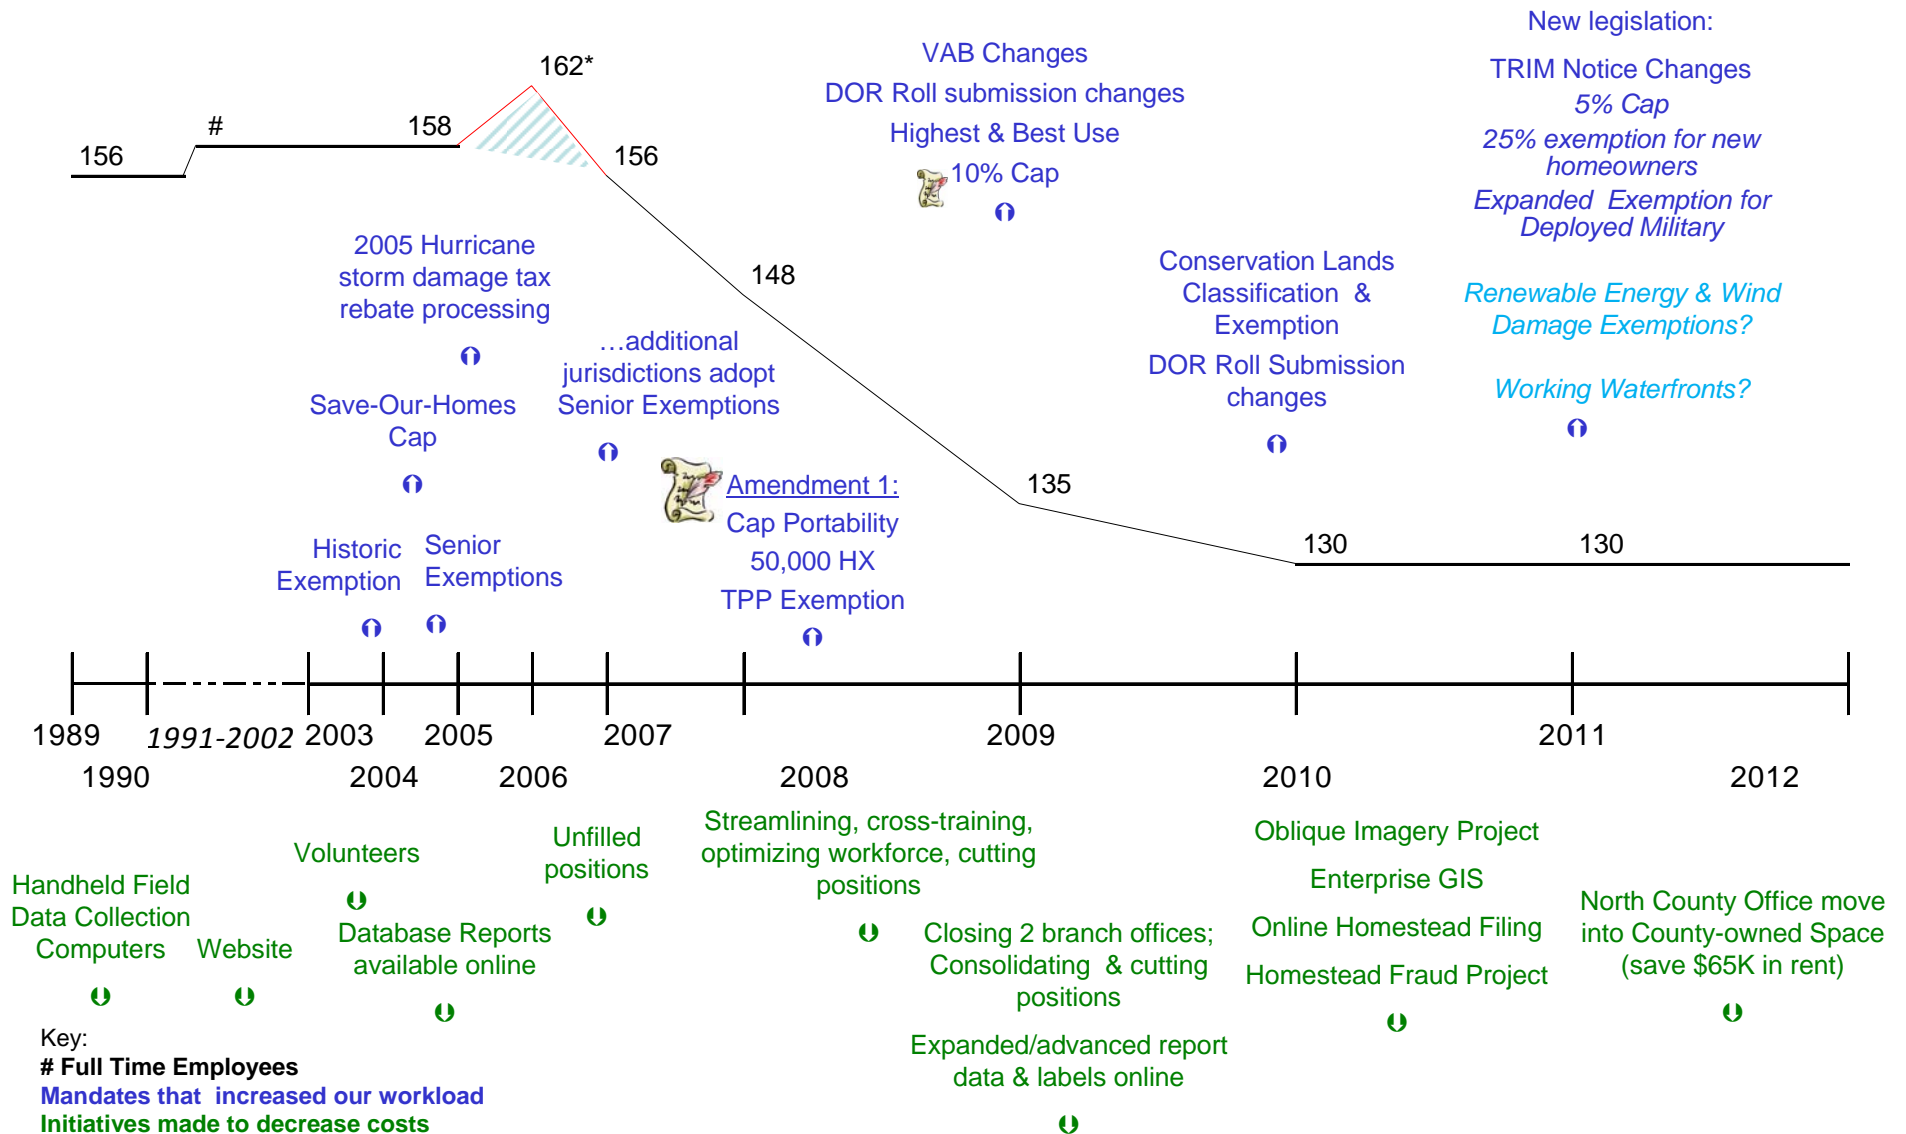 New legislation:
162*
VAB Changes
TRIM Notice Changes
DOR Roll submission changes
5% Cap
#
158
Highest & Best Use
25% exemption for new
homeowners
156
156
10% Cap
Expanded  Exemption for
Deployed Military
2005 Hurricane
storm damage tax
rebate processing
148
Conservation Lands
Classification  &
Exemption
DOR Roll Submission
changes
Renewable Energy & Wind
Damage Exemptions?
Working Waterfronts?
…additional
jurisdictions adopt
Senior Exemptions
Save-Our-Homes
Cap
Amendment 1:
Cap Portability
50,000 HX
TPP Exemption
135
130
130
Historic
Exemption
Senior
Exemptions
1989
1991-2002
2003
2005
2007
2009
2011
1990
2004
2006
2008
2010
2012
Handheld Field
Data Collection
Computers
Website
Volunteers
Database Reports
available online
Unfilled
positions
Streamlining, cross-training,
optimizing workforce, cutting
positions
Closing 2 branch offices;
Consolidating  & cutting
positions
Expanded/advanced report
data & labels online
Oblique Imagery Project
Enterprise GIS
Online Homestead Filing
Homestead Fraud Project
North County Office move
into County-owned Space
(save $65K in rent)
Key:
# Full Time Employees
Mandates that  increased our workload
Initiatives made to decrease costs